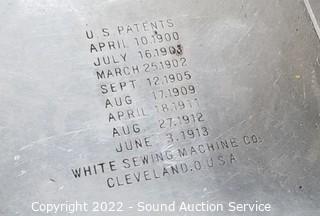 U.S. PATENTS
APRIL 10.1900
JULY 16.1903
MARCH 25.1902
SEPT 12.1905
AUG 17.1909
APRIL 18.1911
AUG 27.1912
JUNE 3.1913
WHITE SEWING MACHINE CO.
CLEVELAND.O.U.S.A
Copyright 2022 - Sound Auction Service